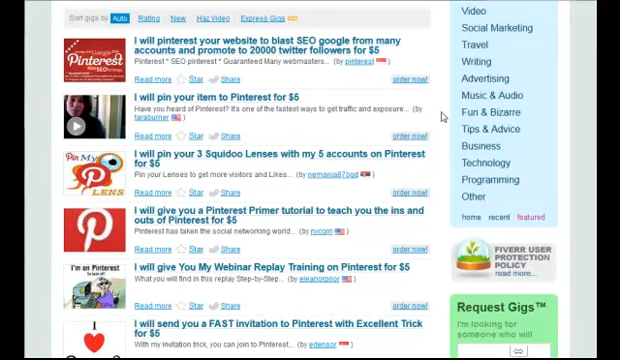 Sort gigs by Auto Rating New Haz Video Express Gigs
I will pinterest your website to blast SEO google from many
accounts and promote to 20000 twitter followers for $5
Pinterest * SEO pinterest * Guaranteed Many webmasters... (by pinterest
Read more Star Share order now!
I will pin your item to Pinterest for $5
Have you heard of Pinterest? It's one of the fastest ways to get traffic and exposure... (by
taraburner
Read more Star Share order now!
Pin My
LENS
I will pin your 3 Squidoo Lenses with my 5 accounts on Pinterest
for $5
Pin your Lenses to get more visitors and Likes... (by nemania87bgd
Read more Star Share order now!
I will give you a Pinterest Primer tutorial to teach you the ins and
outs of Pinterest for $5
Pinterest has taken the social networking world... (by nycpnt
Read more Star Share order now!
I'm on Pinterest
I will give You My Webinar Replay Training on Pinterest for $5
What you will find in this replay Step-by-Step... (by eleanorprior
Read more Star Share order now!
I
I will send you a FAST invitation to Pinterest with Excellent Trick
for $5
With my invitation trick, you can join to Pinterest... (by edensor
Video
Social Marketing
Travel
Writing
Advertising
Music & Audio
Fun & Bizarre
Tips & Advice
Business
Technology
Programming
Other
home recent featured
FIVERR USER
PROTECTION
POLICY
read more...
Request Gigs™
I'm looking for
someone who will